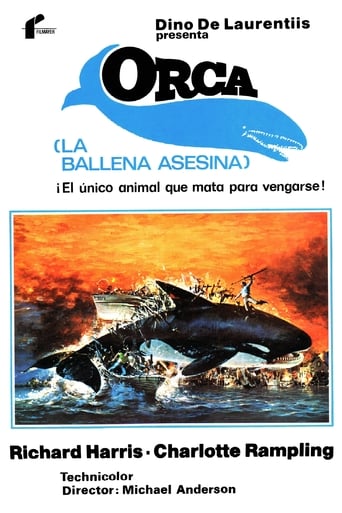 FILMAYER
Dino De Laurentiis
presenta
ORCA
(LA
BALLENA ASESINA)
¡El único animal que mata para vengarse!
Richard Harris · Charlotte Rampling
Technicolor
Director: Michael Anderson